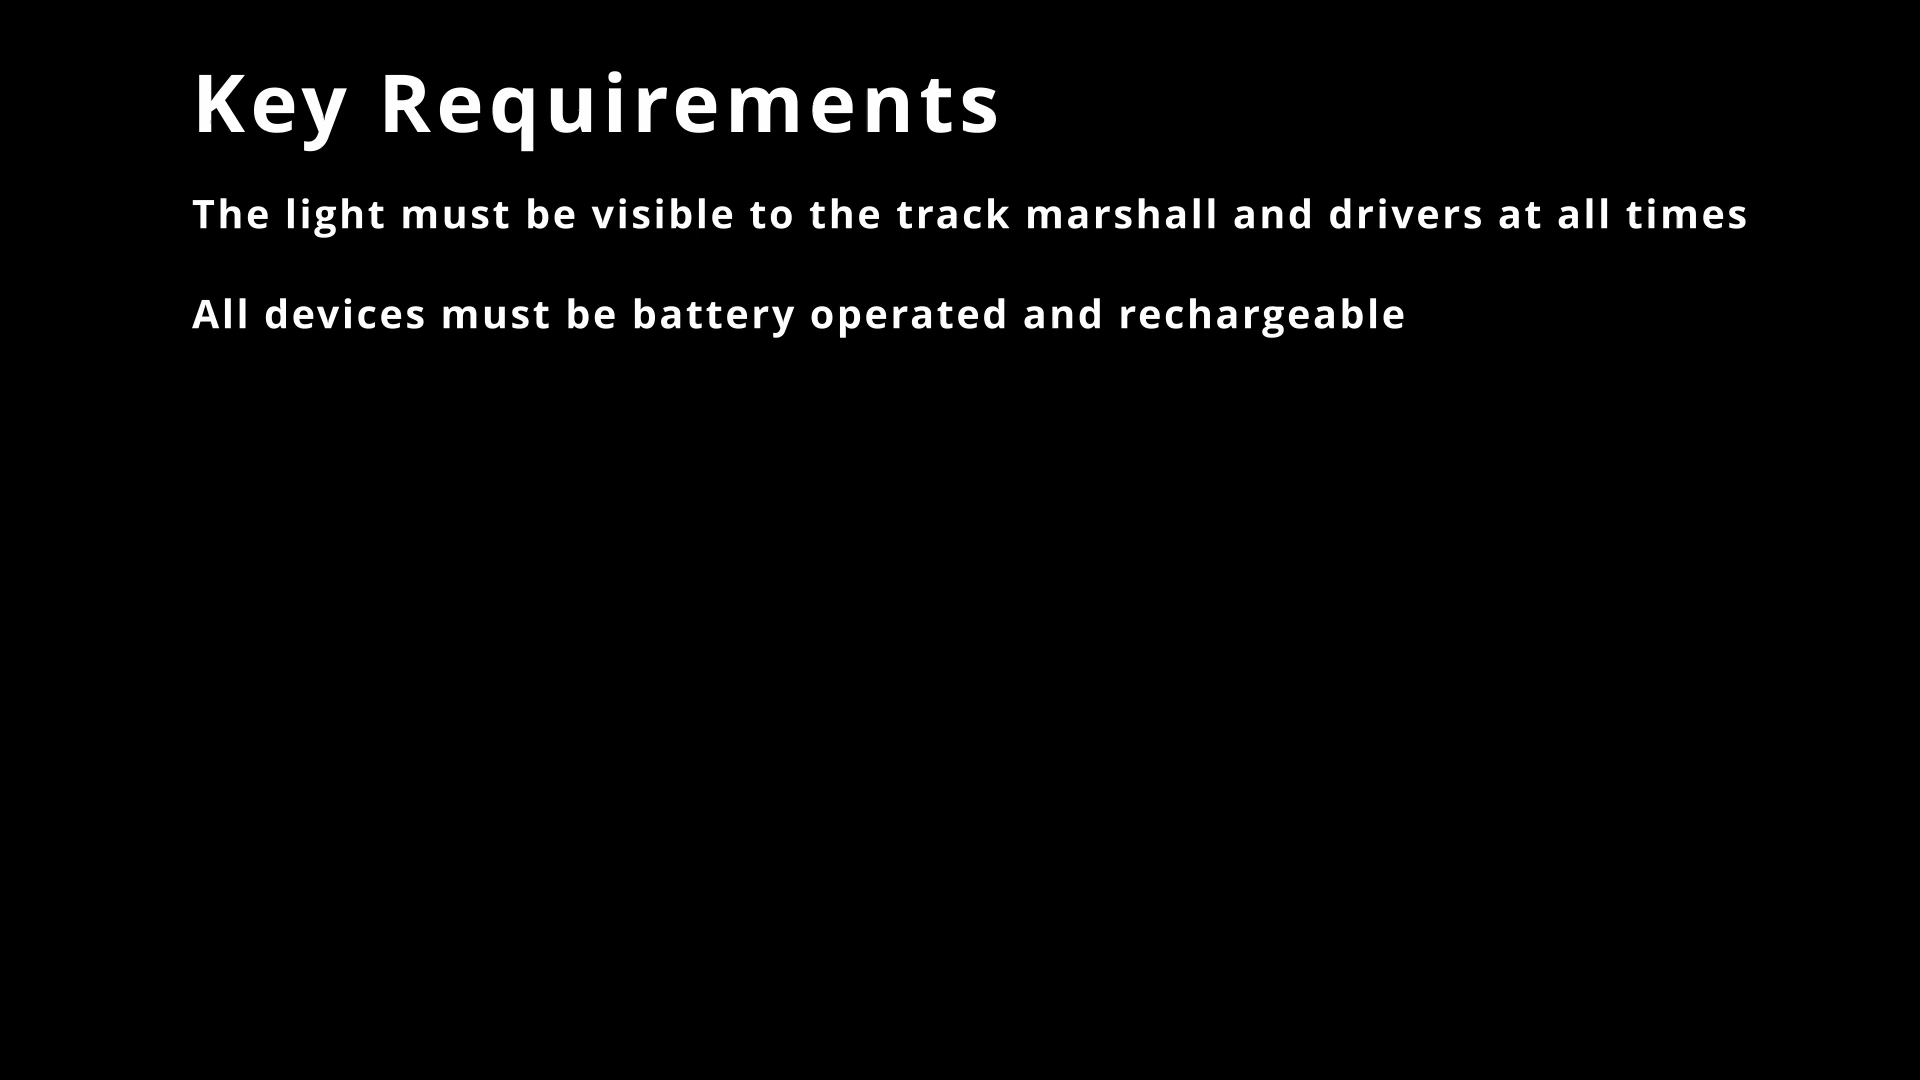 Key Requirements
The light must be visible to the track marshall and drivers at all times
All devices must be battery operated and rechargeable